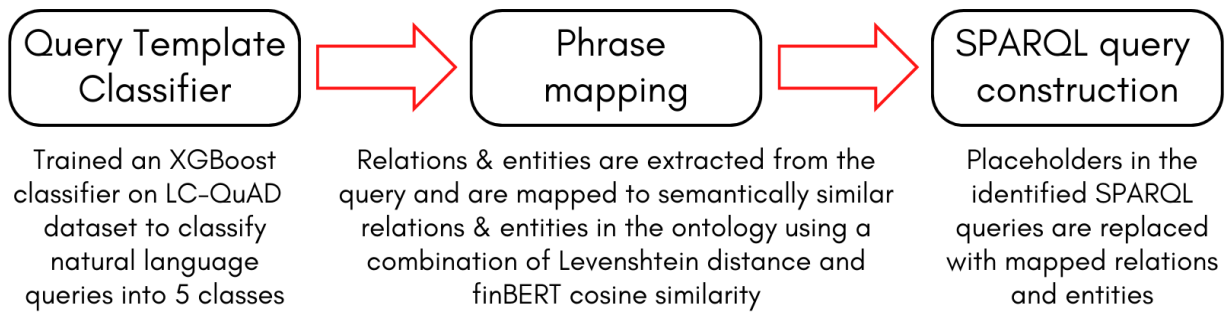 Query Template
Classifier
Phrase
mapping
SPARQL query
construction
Trained an XGBoost
classifier on LC-QuAD
dataset to classify
natural language
queries into 5 classes
Relations & entities are extracted from the
query and are mapped to semantically similar
relations & entities in the ontology using a
combination of Levenshtein distance and
finBERT cosine similarity
Placeholders in the
identified SPARQL
queries are replaced
with mapped relations
and entities